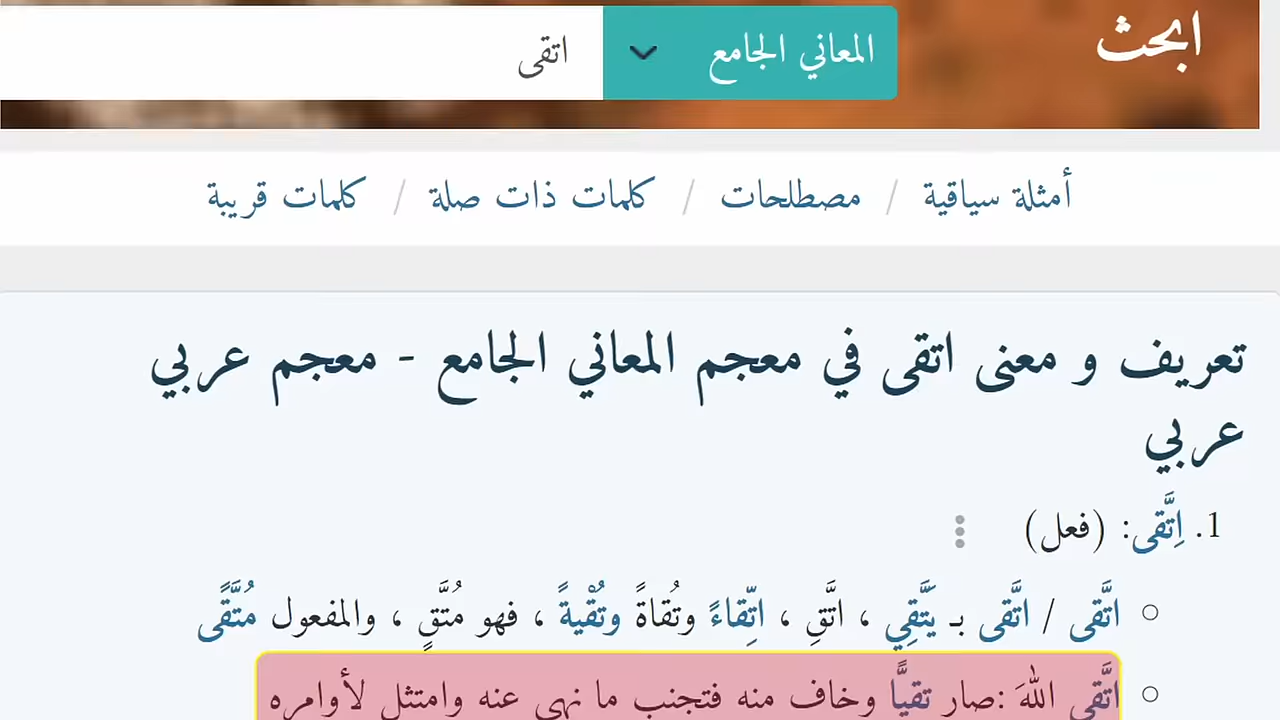 ابحث
المعاني الجامع
اتقى
أمثلة سياقية / مصطلحات / كلمات ذات صلة / كلمات قريبة
تعريف و معنى اتقى في معجم المعاني الجامع - معجم عربي
عربي
1. اِتَّقى: (فعل)
اتَّقى / اتَّقى بـ يَتَّقِي ، اتَّقِ ، اتِّقاءً وتُقاةً وتُقْيةً ، فهو مُتَّقٍ ، والمفعول مُتَّقًى
اتَّقى اللهَ :صار تقيًّا وخاف منه فتجنب ما نهى عنه وامتثل لأوامره